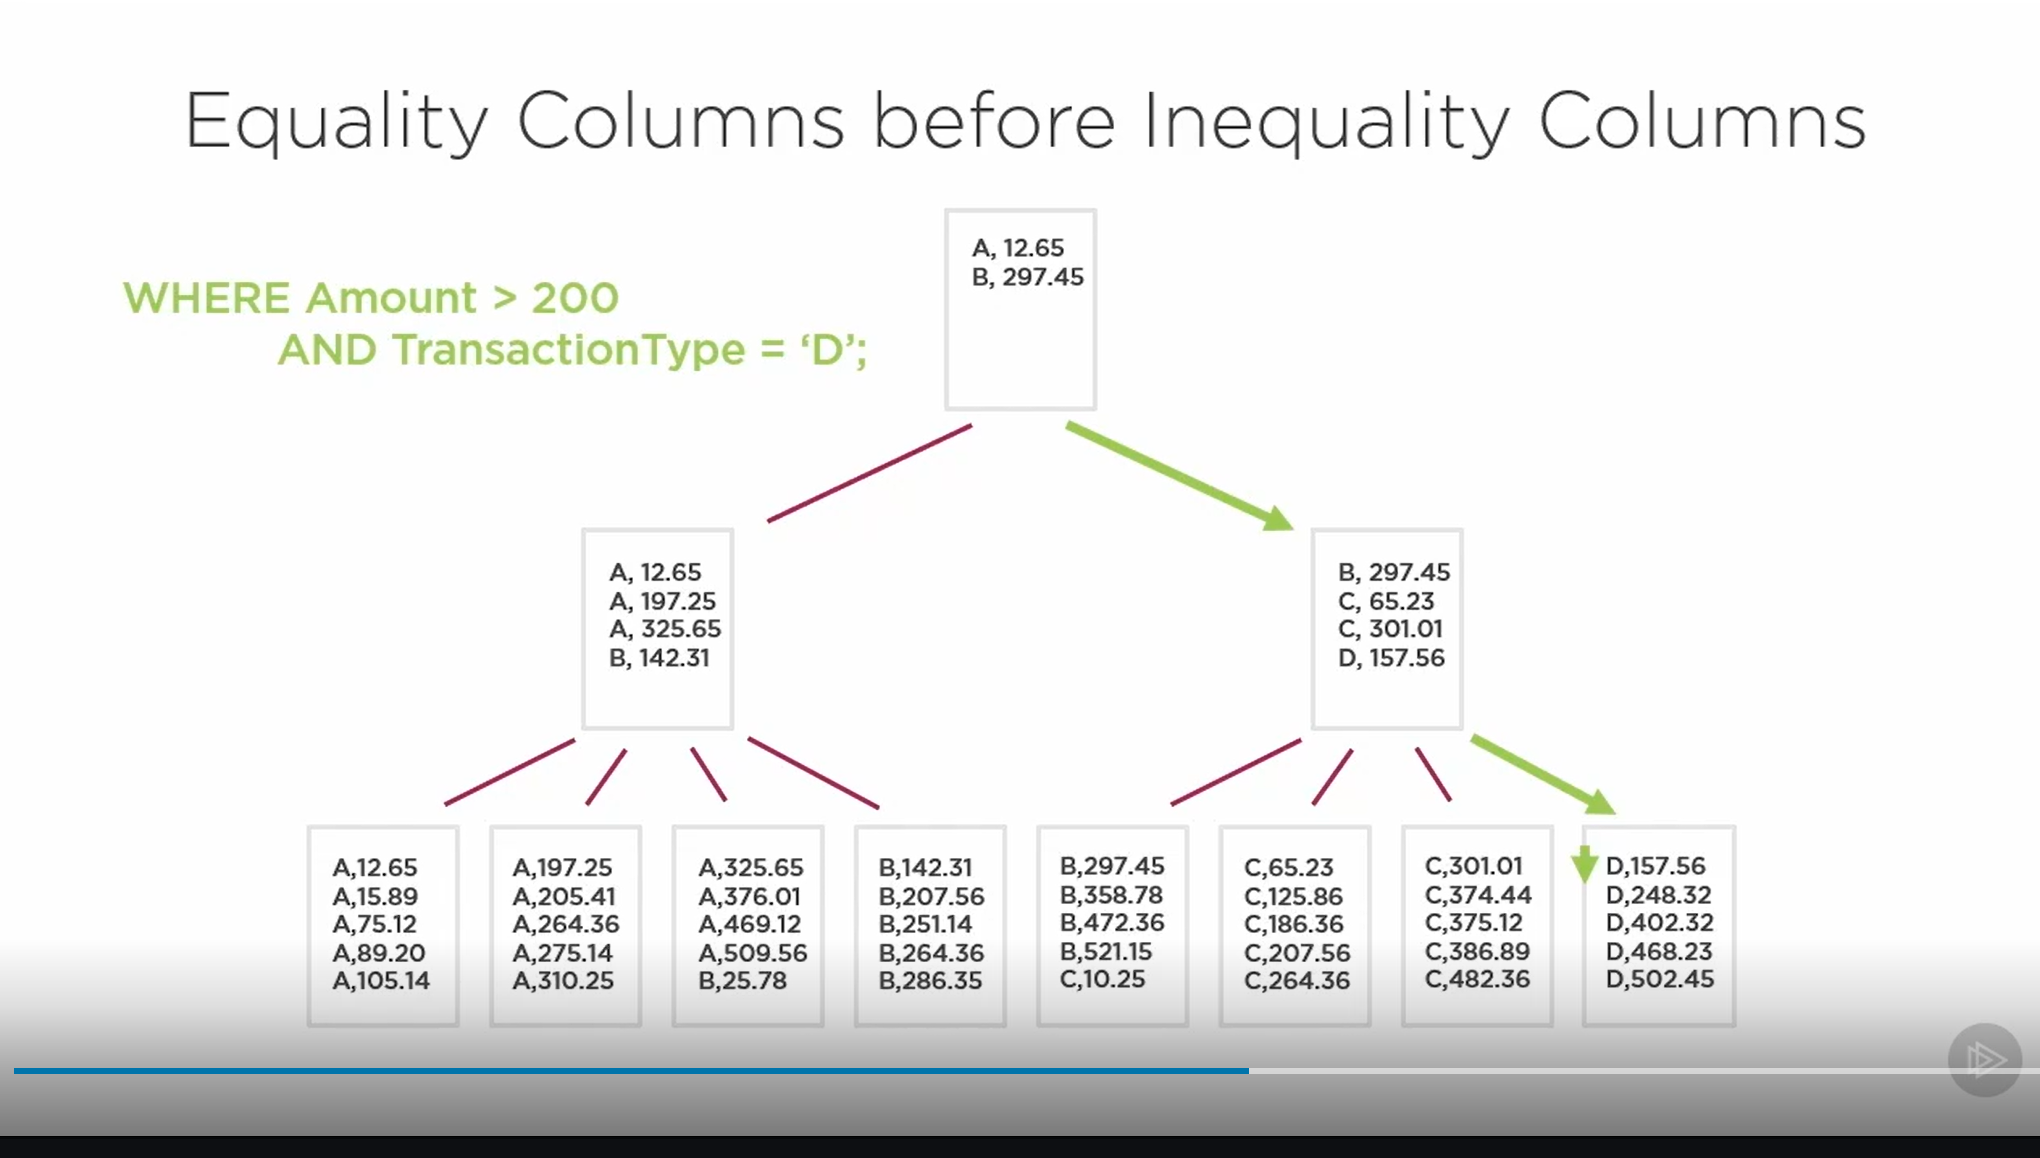 Equality Columns before Inequality Columns
WHERE Amount > 200
AND TransactionType = ‘D’;
A, 12.65
B, 297.45
A, 12.65
A, 197.25
A, 325.65
B, 142.31
B, 297.45
C, 65.23
C, 301.01
D, 157.56
A,12.65
A,15.89
A,75.12
A,89.20
A,105.14
A,197.25
A,205.41
A,264.36
A,275.14
A,310.25
A,325.65
A,376.01
A,469.12
A,509.56
B,25.78
B,142.31
B,207.56
B,251.14
B,264.36
B,286.35
B,297.45
B,358.78
B,472.36
B,521.15
C,10.25
C,65.23
C,125.86
C,186.36
C,207.56
C,264.36
C,301.01
C,374.44
C,375.12
C,386.89
C,482.36
D,157.56
D,248.32
D,402.32
D,468.23
D,502.45